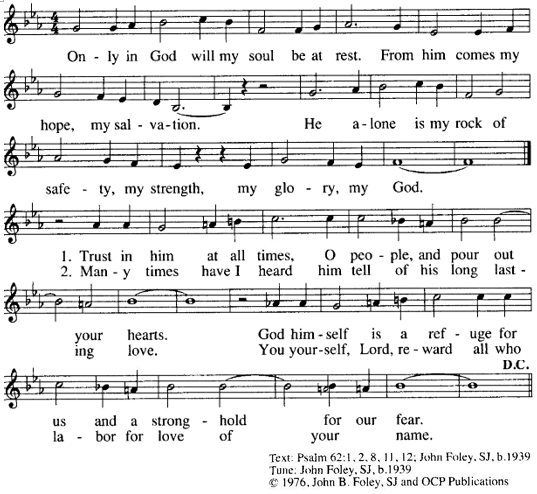 On - ly in God will my soul be at rest. From him comes my
hope, my sal - va - tion. He a - lone is my rock of
safe - ty, my strength, my glo - ry, my God.
1. Trust in him at all times, O peo - ple, and pour out
2. Man - y times have I heard him tell of his long last -
your hearts. God him - self is a ref - uge for
ing love. You your - self, Lord, re - ward all who
D.C.
us and a strong - hold for our fear.
la - bor for love of your name.
Text: Psalm 62:1, 2, 8, 11, 12; John Foley, SJ, b.1939
Tune: John Foley, SJ, b.1939
© 1976, John B. Foley, SJ and OCP Publications